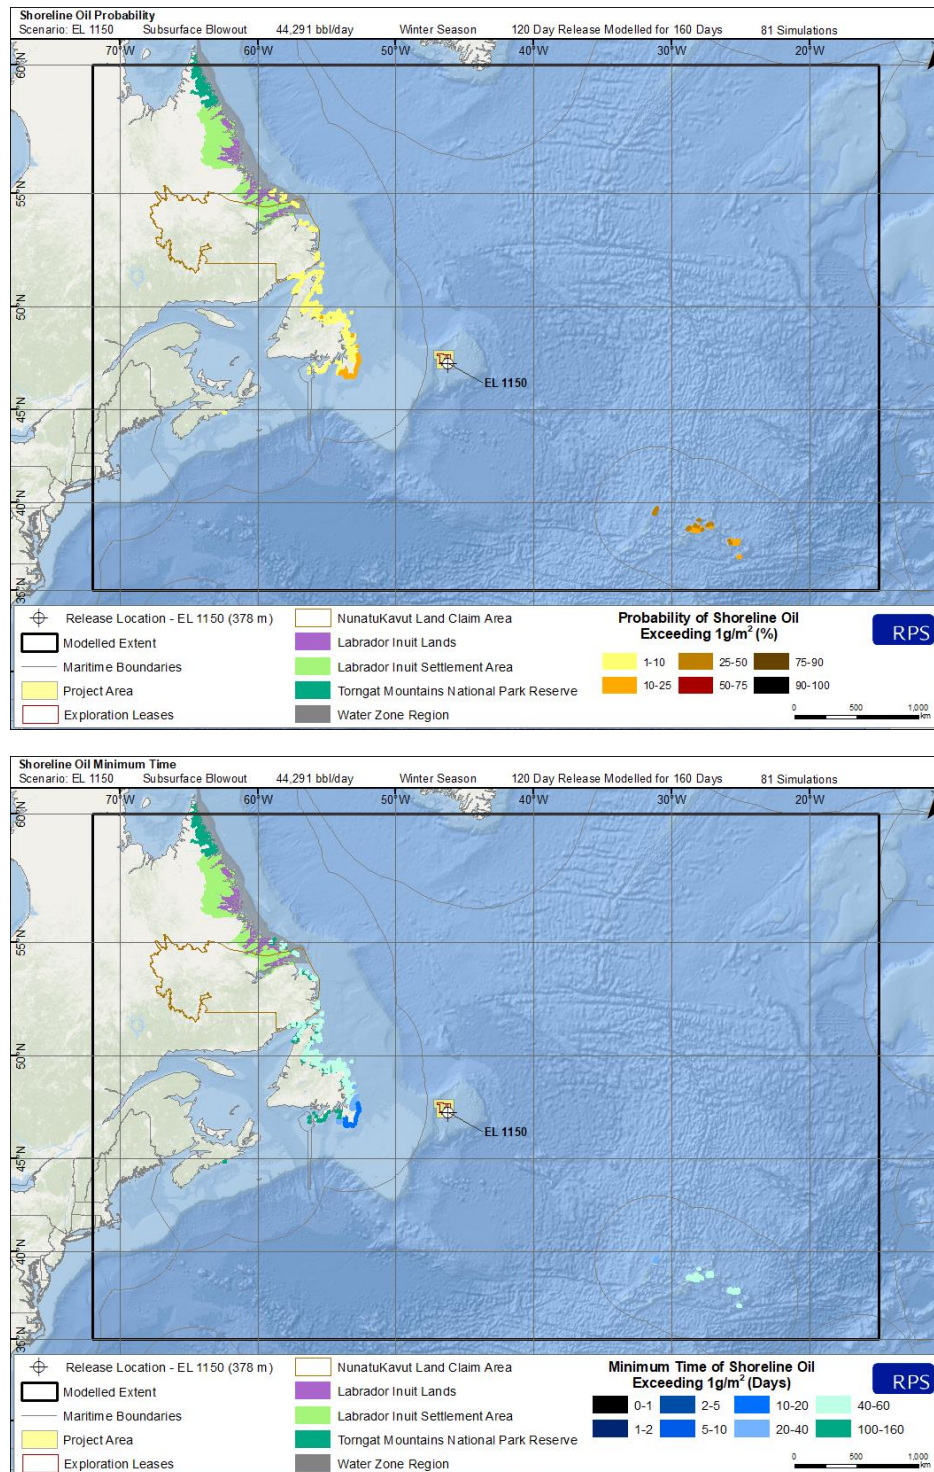 Shoreline Oil Probability
Scenario: EL 1150 Subsurface Blowout 44,291 bbl/day Winter Season 120 Day Release Modelled for 160 Days 81 Simulations
70°W 60°W 50°W 40°W 30°W 20°W
60°N
55°N
50°N
EL 1150
45°N
40°N
35°N
Release Location - EL 1150 (378 m)
Modelled Extent
Maritime Boundaries
Project Area
Exploration Leases
NunatuKavut Land Claim Area
Labrador Inuit Lands
Labrador Inuit Settlement Area
Torngat Mountains National Park Reserve
Water Zone Region
Probability of Shoreline Oil
Exceeding 1g/m² (%)
1-10 25-50 75-90
10-25 50-75 90-100
RPS
0 500 1,000
km
Shoreline Oil Minimum Time
Scenario: EL 1150 Subsurface Blowout 44,291 bbl/day Winter Season 120 Day Release Modelled for 160 Days 81 Simulations
70°W 60°W 50°W 40°W 30°W 20°W
60°N
55°N
50°N
EL 1150
45°N
40°N
35°N
Release Location - EL 1150 (378 m)
Modelled Extent
Maritime Boundaries
Project Area
Exploration Leases
NunatuKavut Land Claim Area
Labrador Inuit Lands
Labrador Inuit Settlement Area
Torngat Mountains National Park Reserve
Water Zone Region
Minimum Time of Shoreline Oil
Exceeding 1g/m² (Days)
0-1 2-5 10-20 40-60
1-2 5-10 20-40 100-160
RPS
0 500 1,000
km